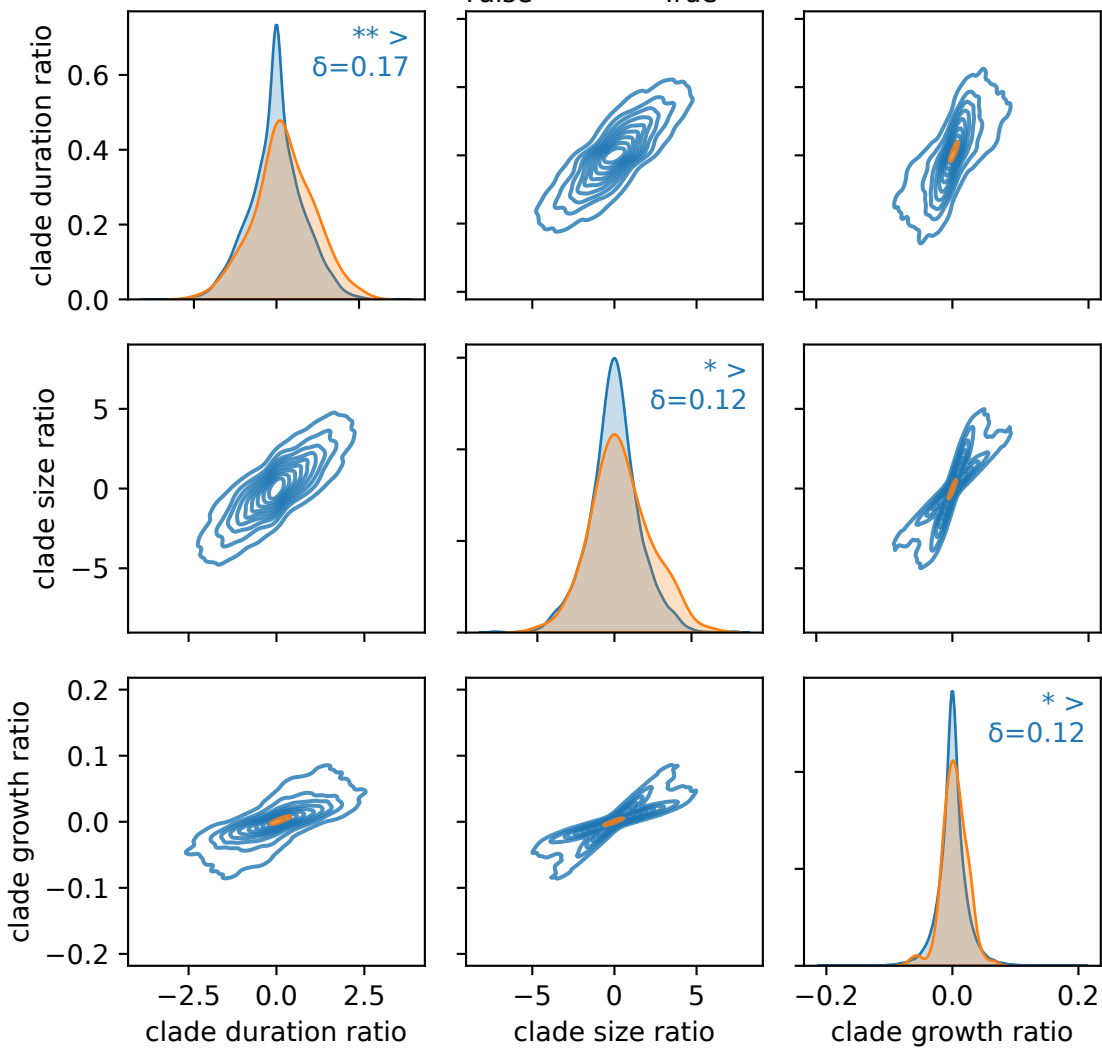 False True
clade duration ratio
0.6
0.4
0.2
0.0
** >
δ=0.17
clade size ratio
5
0
−5
* >
δ=0.12
clade growth ratio
0.2
0.1
0.0
−0.1
−0.2
* >
δ=0.12
−2.5 0.0 2.5
−5 0 5
−0.2 0.0 0.2
clade duration ratio
clade size ratio
clade growth ratio